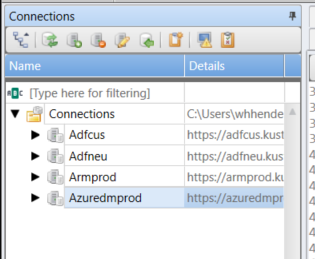 Connections
Name Details
[Type here for filtering]
Connections C:\Users\whhende
Adfcus https://adfcus.kust
Adfneu https://adfneu.kus
Armprod https://armprod.ku
Azuredmprod https://azuredmpr